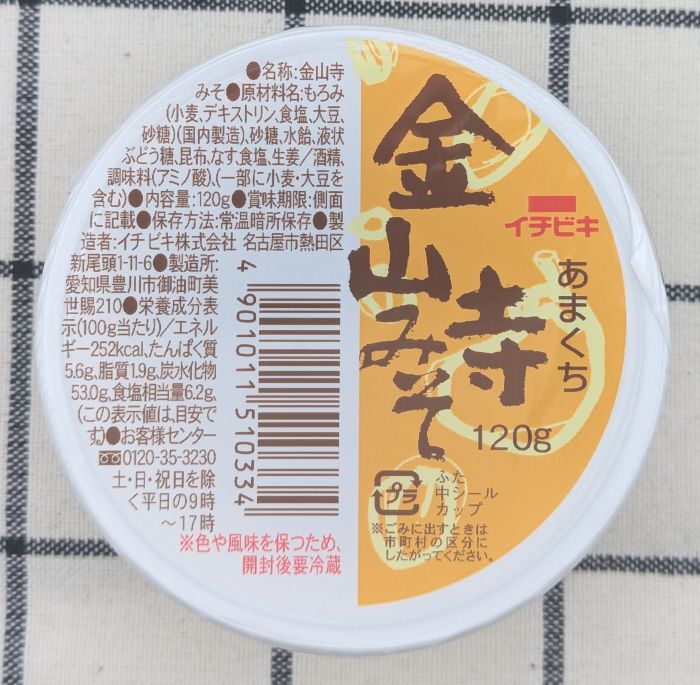 ●名称:金山寺
みそ●原材料名:もろみ
(小麦、デキストリン、食塩、大豆、
砂糖)(国内製造)、砂糖、水飴、液状
ぶどう糖、昆布、なす、食塩、生姜／酒精、
調味料(アミノ酸)、(一部に小麦・大豆を
含む)●内容量:120g●賞味期限:側面
に記載●保存方法:常温暗所保存●製
造者:イチビキ株式会社 名古屋市熱田区
新尾頭1-11-6●製造所:
愛知県豊川市御油町美
世賜210●栄養成分表
示(100g当たり)／エネル
ギー252kcal、たんぱく質
5.6g、脂質1.9g、炭水化物
53.0g、食塩相当量6.2g、
(この表示値は、目安で
す。)●お客様センター
0120-35-3230
土・日・祝日を除
く平日の9時
～17時
※色や風味を保つため、
開封後要冷蔵
4 901011 510334
金山寺みそ
イチビキ
あまくち
120g
プラ
ふた
中シール
カップ
※ごみに出すときは
市町村の区分に
したがってください。